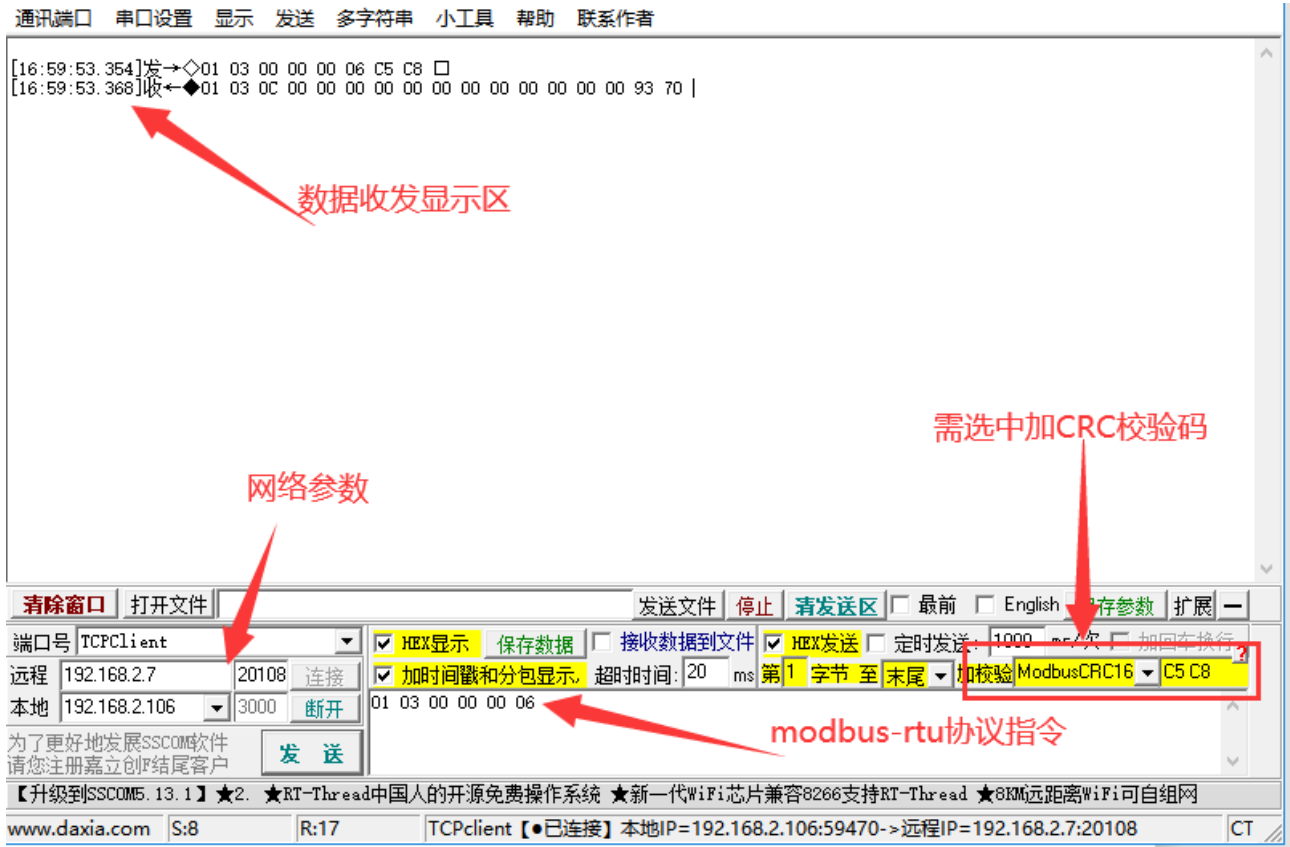 通讯端口 串口设置 显示 发送 多字符串 小工具 帮助 联系作者
[16:59:53.354]发→◇01 03 00 00 00 06 C5 C8 □
[16:59:53.368]收←◆01 03 0C 00 00 00 00 00 00 00 00 00 00 00 00 93 70
数据收发显示区
需选中加CRC校验码
网络参数
清除窗口 打开文件 发送文件 停止 清发送区 最前 English 存参数 扩展 —
端口号 TCPClient HEX显示 保存数据 接收数据到文件 HEX发送 定时发送: 1000 ms/次 加回车换行
远程 192.168.2.7 20108 连接 加时间戳和分包显示, 超时时间: 20 ms 第 1 字节 至 末尾 加校验 ModbusCRC16 C5 C8 ?
本地 192.168.2.106 3000 断开 01 03 00 00 00 06
modbus-rtu协议指令
为了更好地发展SSCOM软件
请您注册嘉立创F结尾客户
发 送
【升级到SSCOM5.13.1】★2. ★RT-Thread中国人的开源免费操作系统 ★新一代WiFi芯片兼容8266支持RT-Thread ★8KM远距离WiFi可自组网
www.daxia.com S:8 R:17 TCPclient【●已连接】本地IP=192.168.2.106:59470->远程IP=192.168.2.7:20108 CT